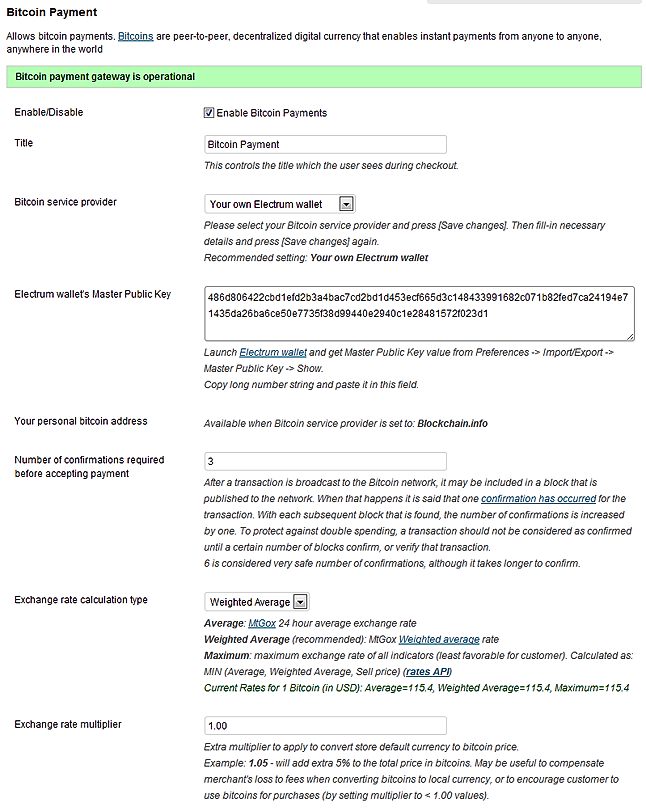 Bitcoin Payment
Allows bitcoin payments. Bitcoins are peer-to-peer, decentralized digital currency that enables instant payments from anyone to anyone,
anywhere in the world
Bitcoin payment gateway is operational
Enable/Disable
Enable Bitcoin Payments
Title
Bitcoin Payment
This controls the title which the user sees during checkout.
Bitcoin service provider
Your own Electrum wallet
Please select your Bitcoin service provider and press [Save changes]. Then fill-in necessary
details and press [Save changes] again.
Recommended setting: Your own Electrum wallet
Electrum wallet's Master Public Key
486d806422cbd1efd2b3a4bac7cd2bd1d453ecf665d3c148433991682c071b82fed7ca24194e7
1435da26ba6ce50e7735f38d99440e2940c1e28481572f023d1
Launch Electrum wallet and get Master Public Key value from Preferences -> Import/Export ->
Master Public Key -> Show.
Copy long number string and paste it in this field.
Your personal bitcoin address
Available when Bitcoin service provider is set to: Blockchain.info
Number of confirmations required
before accepting payment
3
After a transaction is broadcast to the Bitcoin network, it may be included in a block that is
published to the network. When that happens it is said that one confirmation has occurred for the
transaction. With each subsequent block that is found, the number of confirmations is increased
by one. To protect against double spending, a transaction should not be considered as confirmed
until a certain number of blocks confirm, or verify that transaction.
6 is considered very safe number of confirmations, although it takes longer to confirm.
Exchange rate calculation type
Weighted Average
Average: MtGox 24 hour average exchange rate
Weighted Average (recommended): MtGox Weighted average rate
Maximum: maximum exchange rate of all indicators (least favorable for customer). Calculated as:
MIN (Average, Weighted Average, Sell price) (rates API)
Current Rates for 1 Bitcoin (in USD): Average=115.4, Weighted Average=115.4, Maximum=115.4
Exchange rate multiplier
1.00
Extra multiplier to apply to convert store default currency to bitcoin price.
Example: 1.05 - will add extra 5% to the total price in bitcoins. May be useful to compensate
merchant's loss to fees when converting bitcoins to local currency, or to encourage customer to
use bitcoins for purchases (by setting multiplier to < 1.00 values).